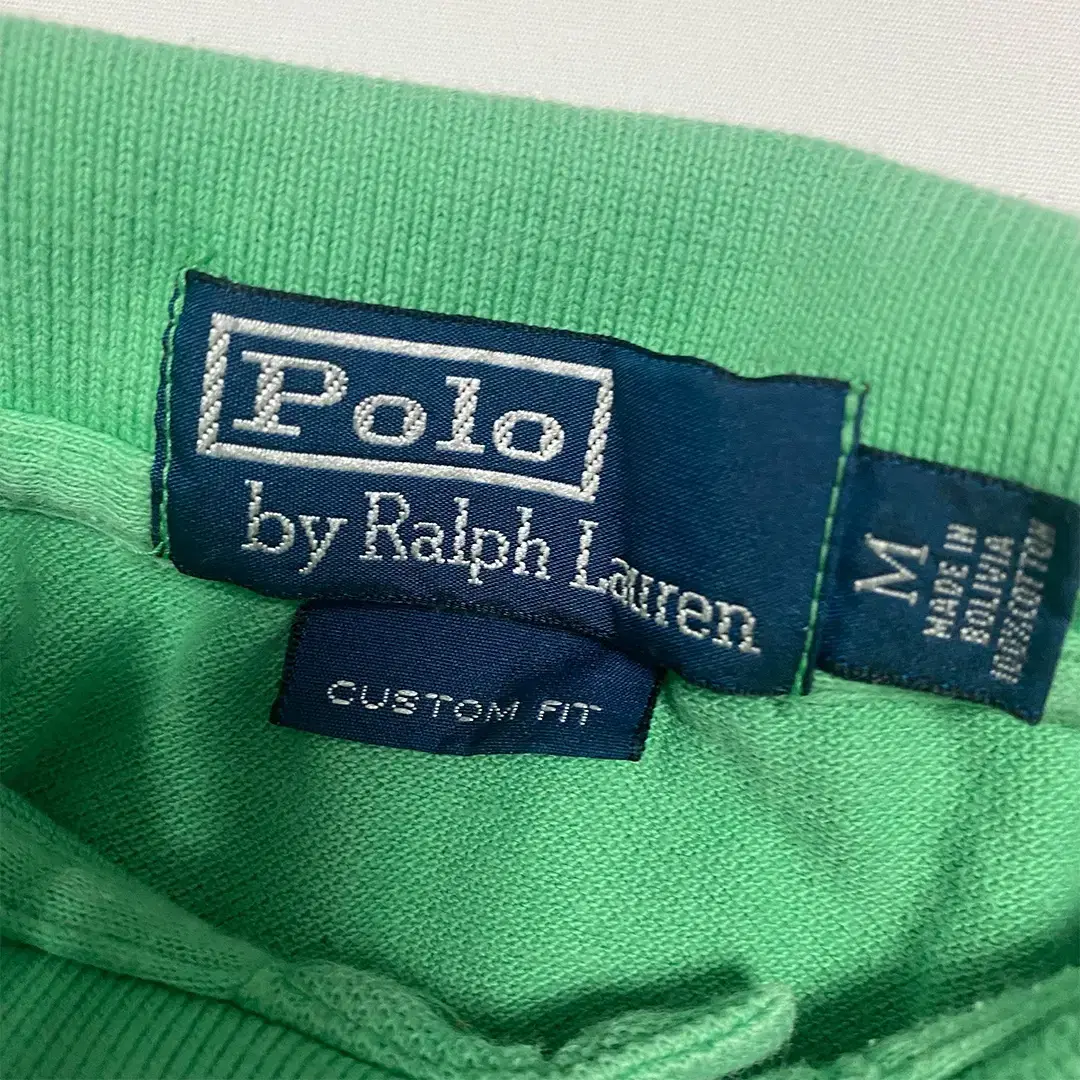 Polo
by Ralph Lauren
CUSTOM FIT
M
MADE IN
BOLIVIA
100% COTTON